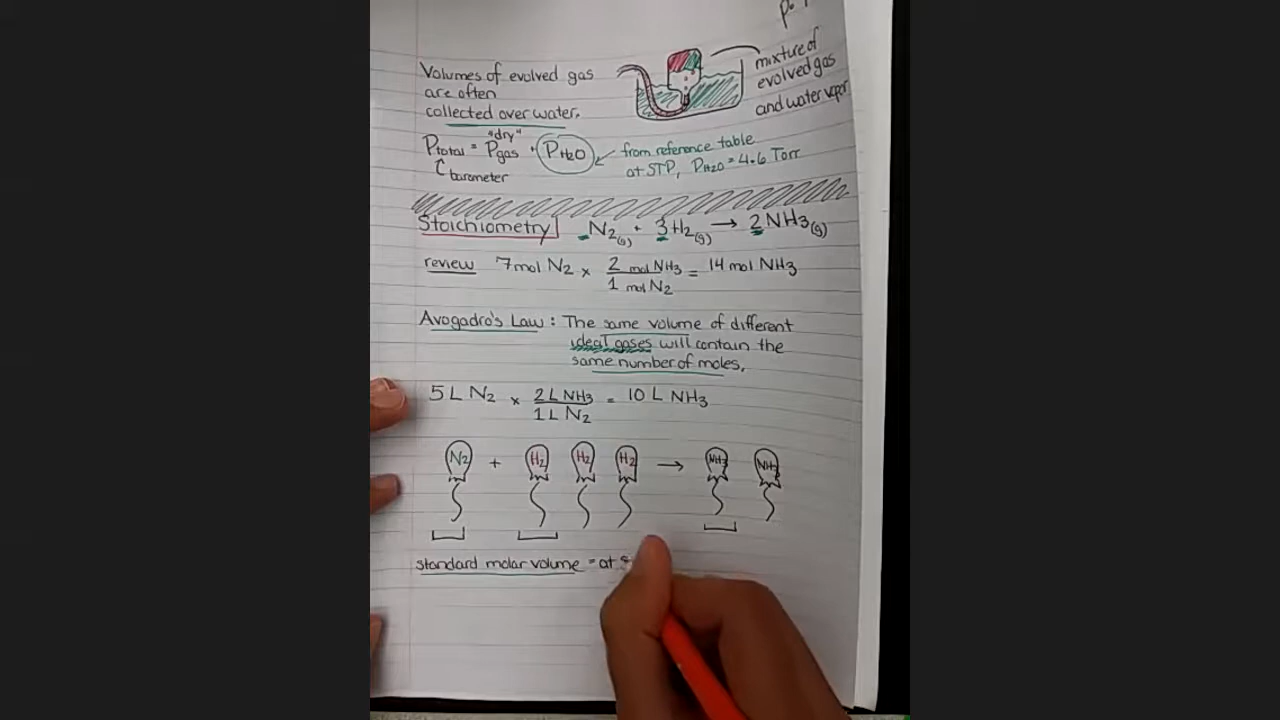 Volumes of evolved gas
are often
collected over water.
mixture of
evolved gas
and water vapor
"dry"
Ptotal = Pgas + PH2O
barometer
from reference table
at STP, PH2O = 4.6 Torr
Stoichiometry _N2(g) + 3H2(g) → 2NH3(g)
review 7mol N2 x 2 mol NH3 / 1 mol N2 = 14 mol NH3
Avogadro's Law: The same volume of different
ideal gases will contain the
same number of moles.
5 L N2 x 2 L NH3 / 1 L N2 = 10 L NH3
N2 + H2 H2 H2 → NH3 NH3
standard molar volume = at